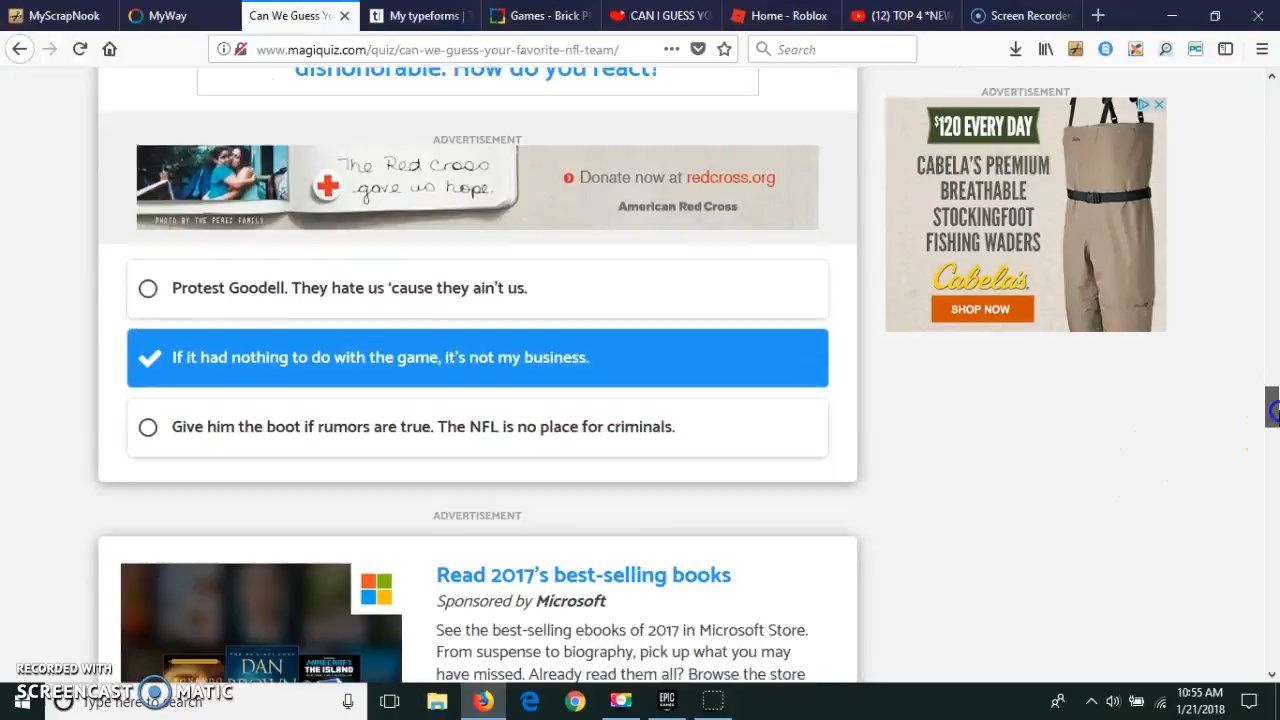 MyScrapNook
MyWay
Can We Guess Yo
My typeforms | T
Games - Brick P
CAN I GUESS YO
Home - Roblox
(12) TOP 4 *NEW
Screen Recorder
www.magiquiz.com/quiz/can-we-guess-your-favorite-nfl-team/
Search
dishonorable. How do you react?
ADVERTISEMENT
The Red Cross
gave us hope.
PHOTO BY THE PEREZ FAMILY
Donate now at redcross.org
American Red Cross
ADVERTISEMENT
$120 EVERY DAY
CABELA'S PREMIUM
BREATHABLE
STOCKINGFOOT
FISHING WADERS
Cabela's
SHOP NOW
Protest Goodell. They hate us ‘cause they ain’t us.
If it had nothing to do with the game, it’s not my business.
Give him the boot if rumors are true. The NFL is no place for criminals.
ADVERTISEMENT
Read 2017's best-selling books
Sponsored by Microsoft
See the best-selling ebooks of 2017 in Microsoft Store.
From suspense to biography, pick up what you may
have missed. Already read them all? Browse the store
DAN
MINECRAFT
THE ISLAND
RECORDED WITH
SCREENCAST MATIC
Type here to search
EPIC
GAMES
10:55 AM
1/21/2018